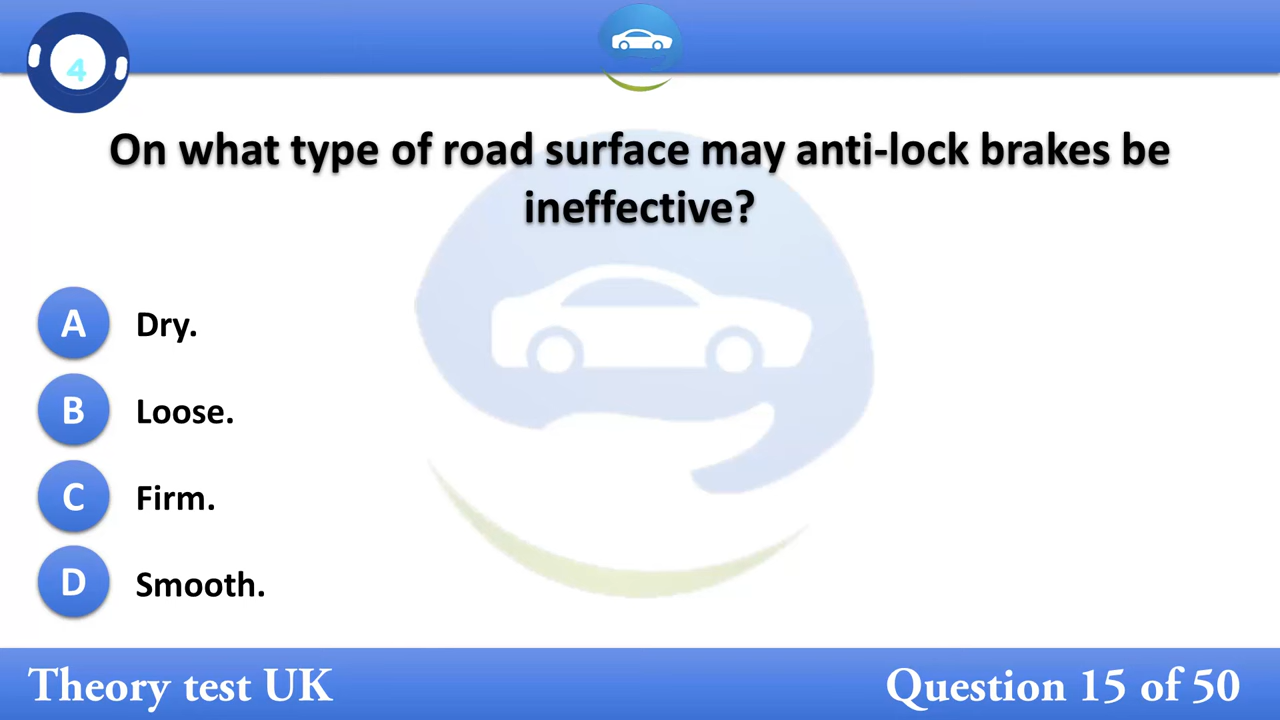 4
On what type of road surface may anti-lock brakes be
ineffective?
A Dry.
B Loose.
C Firm.
D Smooth.
Theory test UK Question 15 of 50